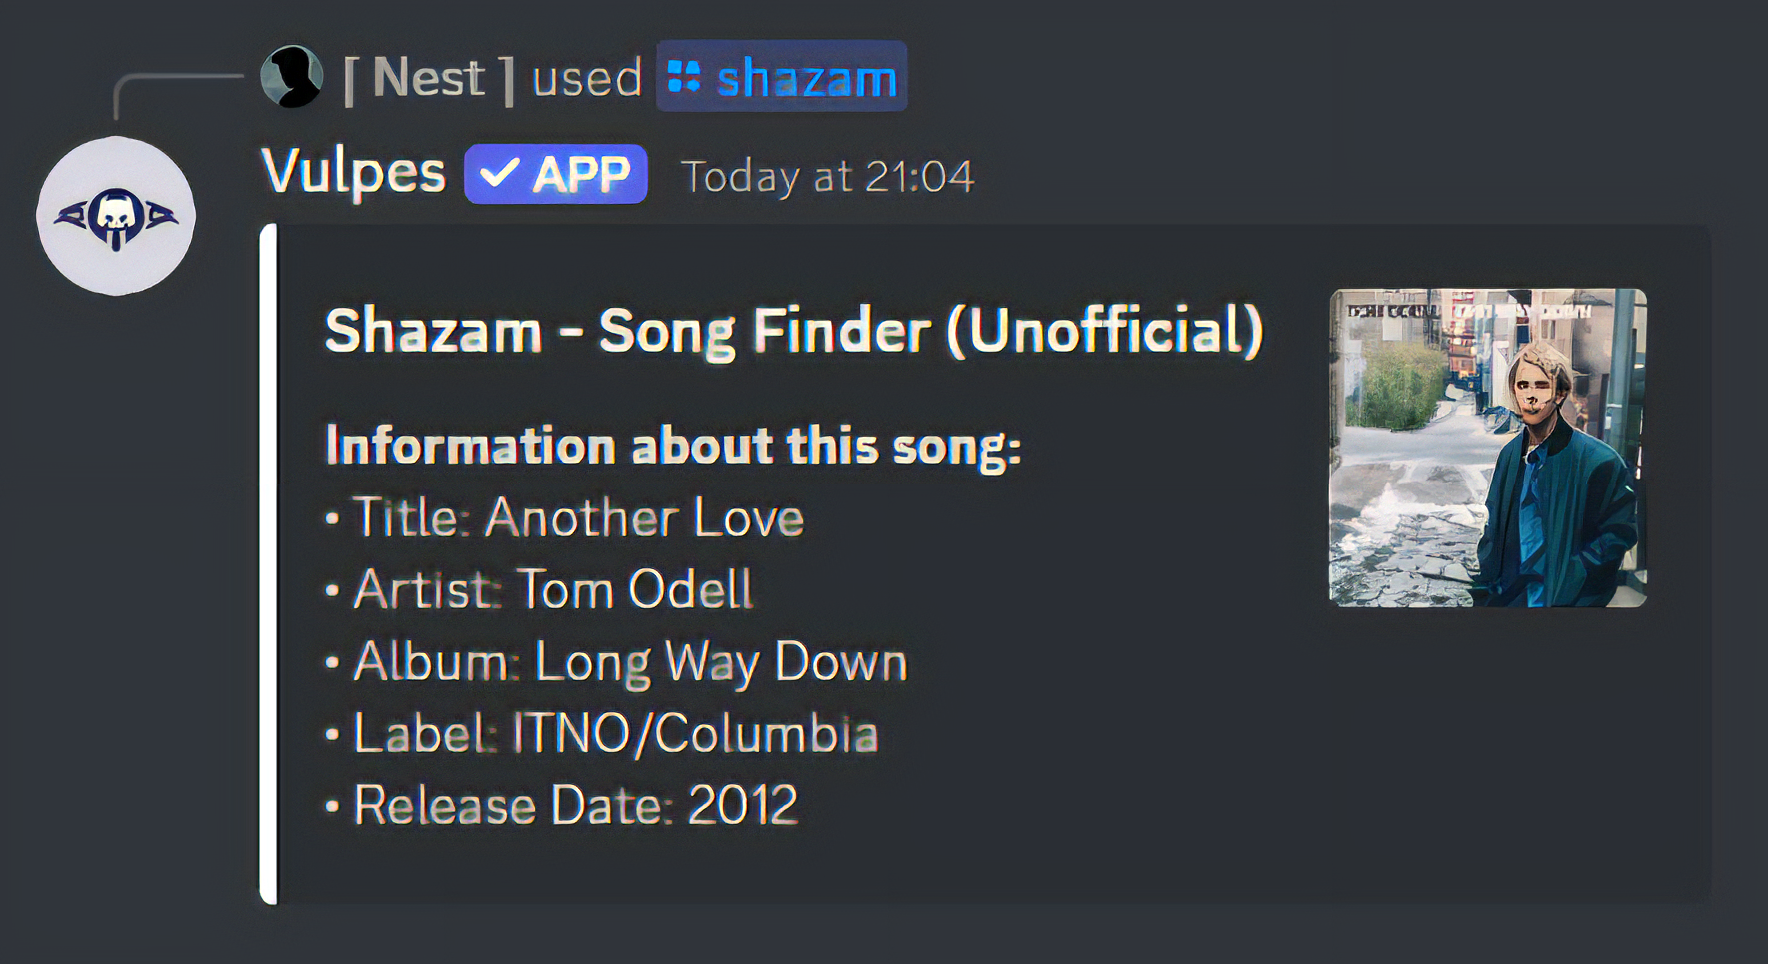 [ Nest ] used shazam
Vulpes ✓ APP Today at 21:04
Shazam - Song Finder (Unofficial)
Information about this song:
• Title: Another Love
• Artist: Tom Odell
• Album: Long Way Down
• Label: ITNO/Columbia
• Release Date: 2012